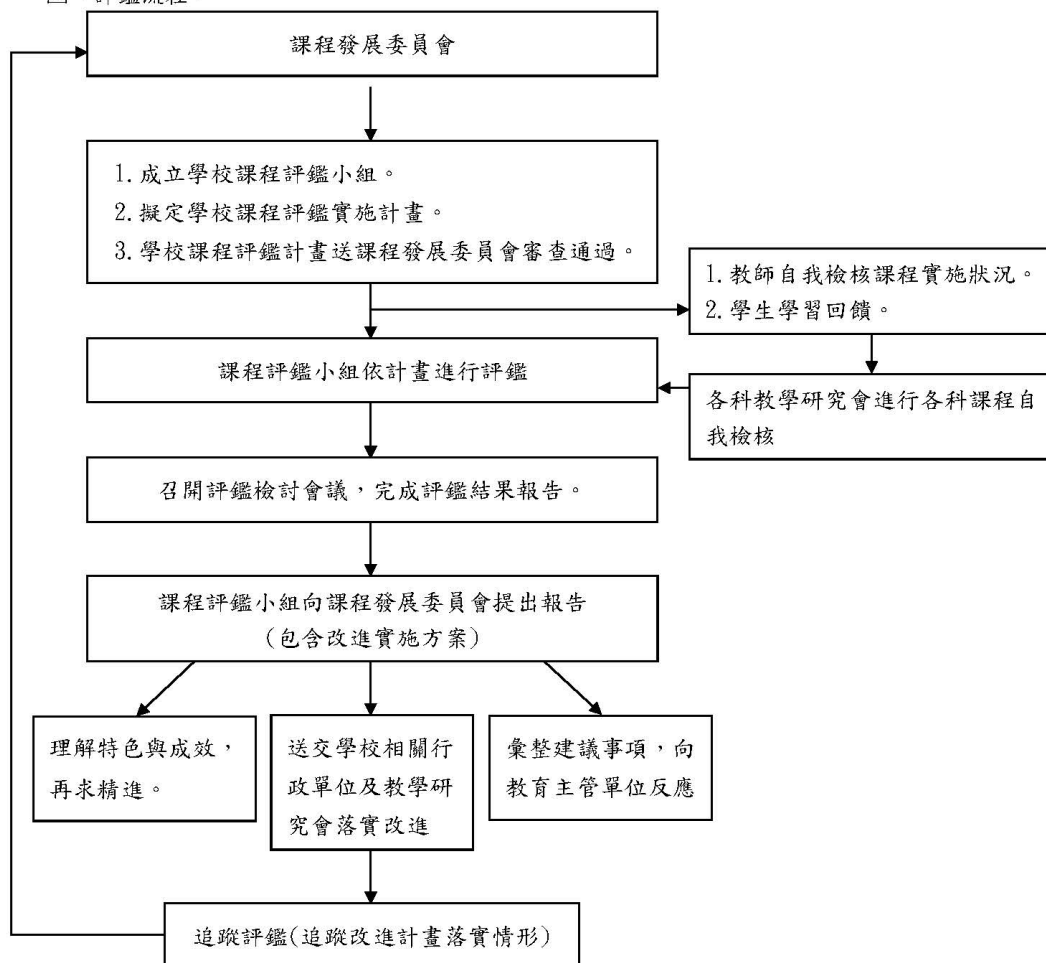 課程發展委員會
1.成立學校課程評鑑小組。
2.擬定學校課程評鑑實施計畫。
3.學校課程評鑑計畫送課程發展委員會審查通過。
1.教師自我檢核課程實施狀況。
2.學生學習回饋。
課程評鑑小組依計畫進行評鑑
各科教學研究會進行各科課程自
我檢核
召開評鑑檢討會議，完成評鑑結果報告。
課程評鑑小組向課程發展委員會提出報告
(包含改進實施方案)
理解特色與成效，
再求精進。
送交學校相關行
政單位及教學研
究會落實改進
彙整建議事項，向
教育主管單位反應
追蹤評鑑(追蹤改進計畫落實情形)